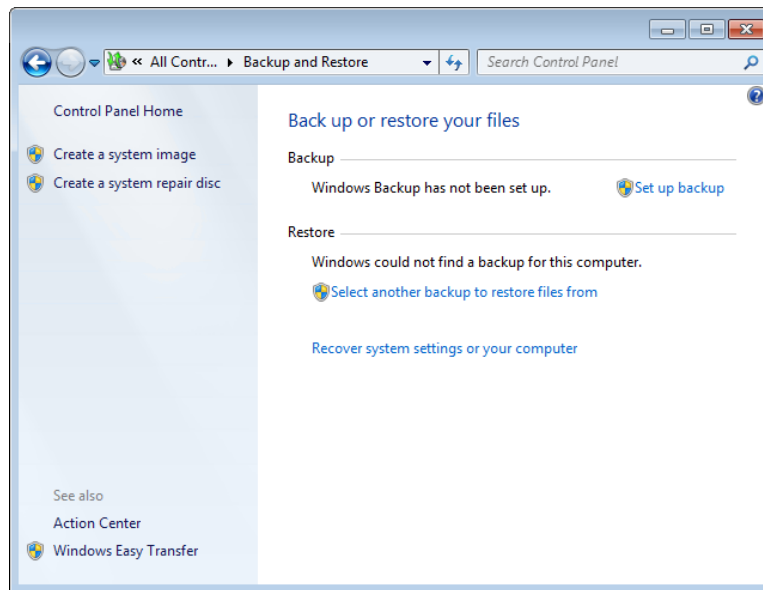 « All Contr... ▸ Backup and Restore
Search Control Panel
Control Panel Home
Create a system image
Create a system repair disc
See also
Action Center
Windows Easy Transfer
Back up or restore your files
Backup
Windows Backup has not been set up.
Set up backup
Restore
Windows could not find a backup for this computer.
Select another backup to restore files from
Recover system settings or your computer